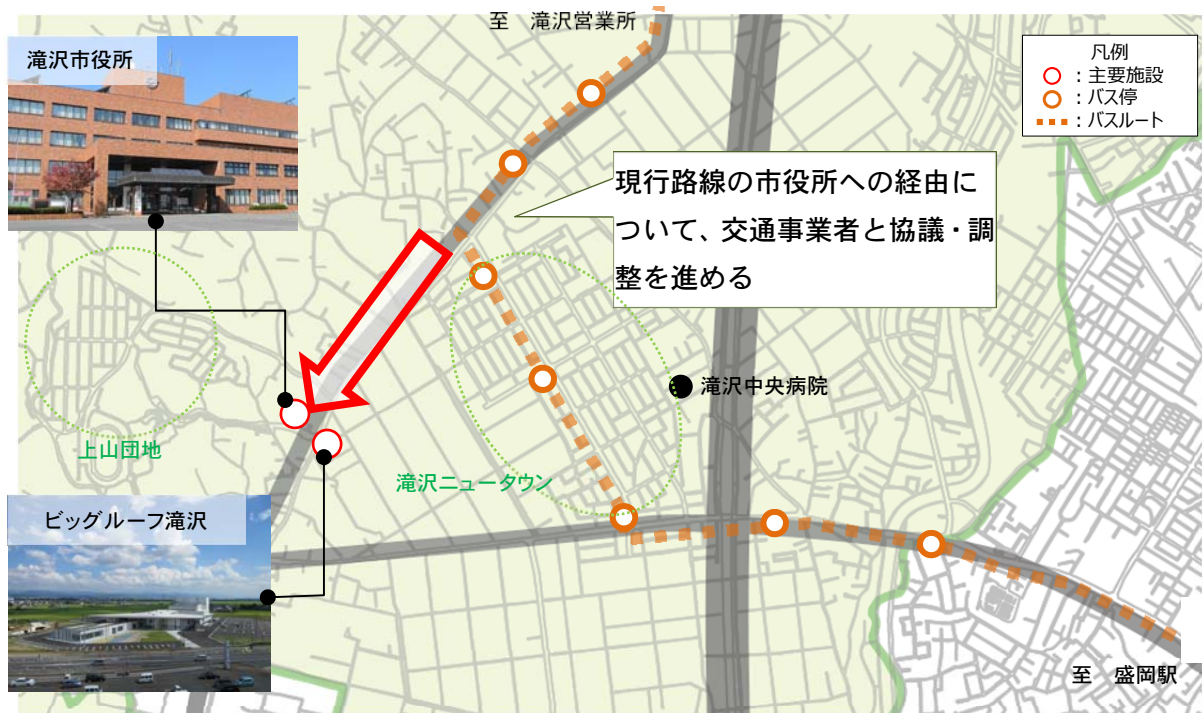 至　滝沢営業所
滝沢市役所
凡例
：主要施設
：バス停
：バスルート
現行路線の市役所への経由に
ついて、交通事業者と協議・調
整を進める
滝沢中央病院
上山団地
滝沢ニュータウン
ビッグルーフ滝沢
至　盛岡駅